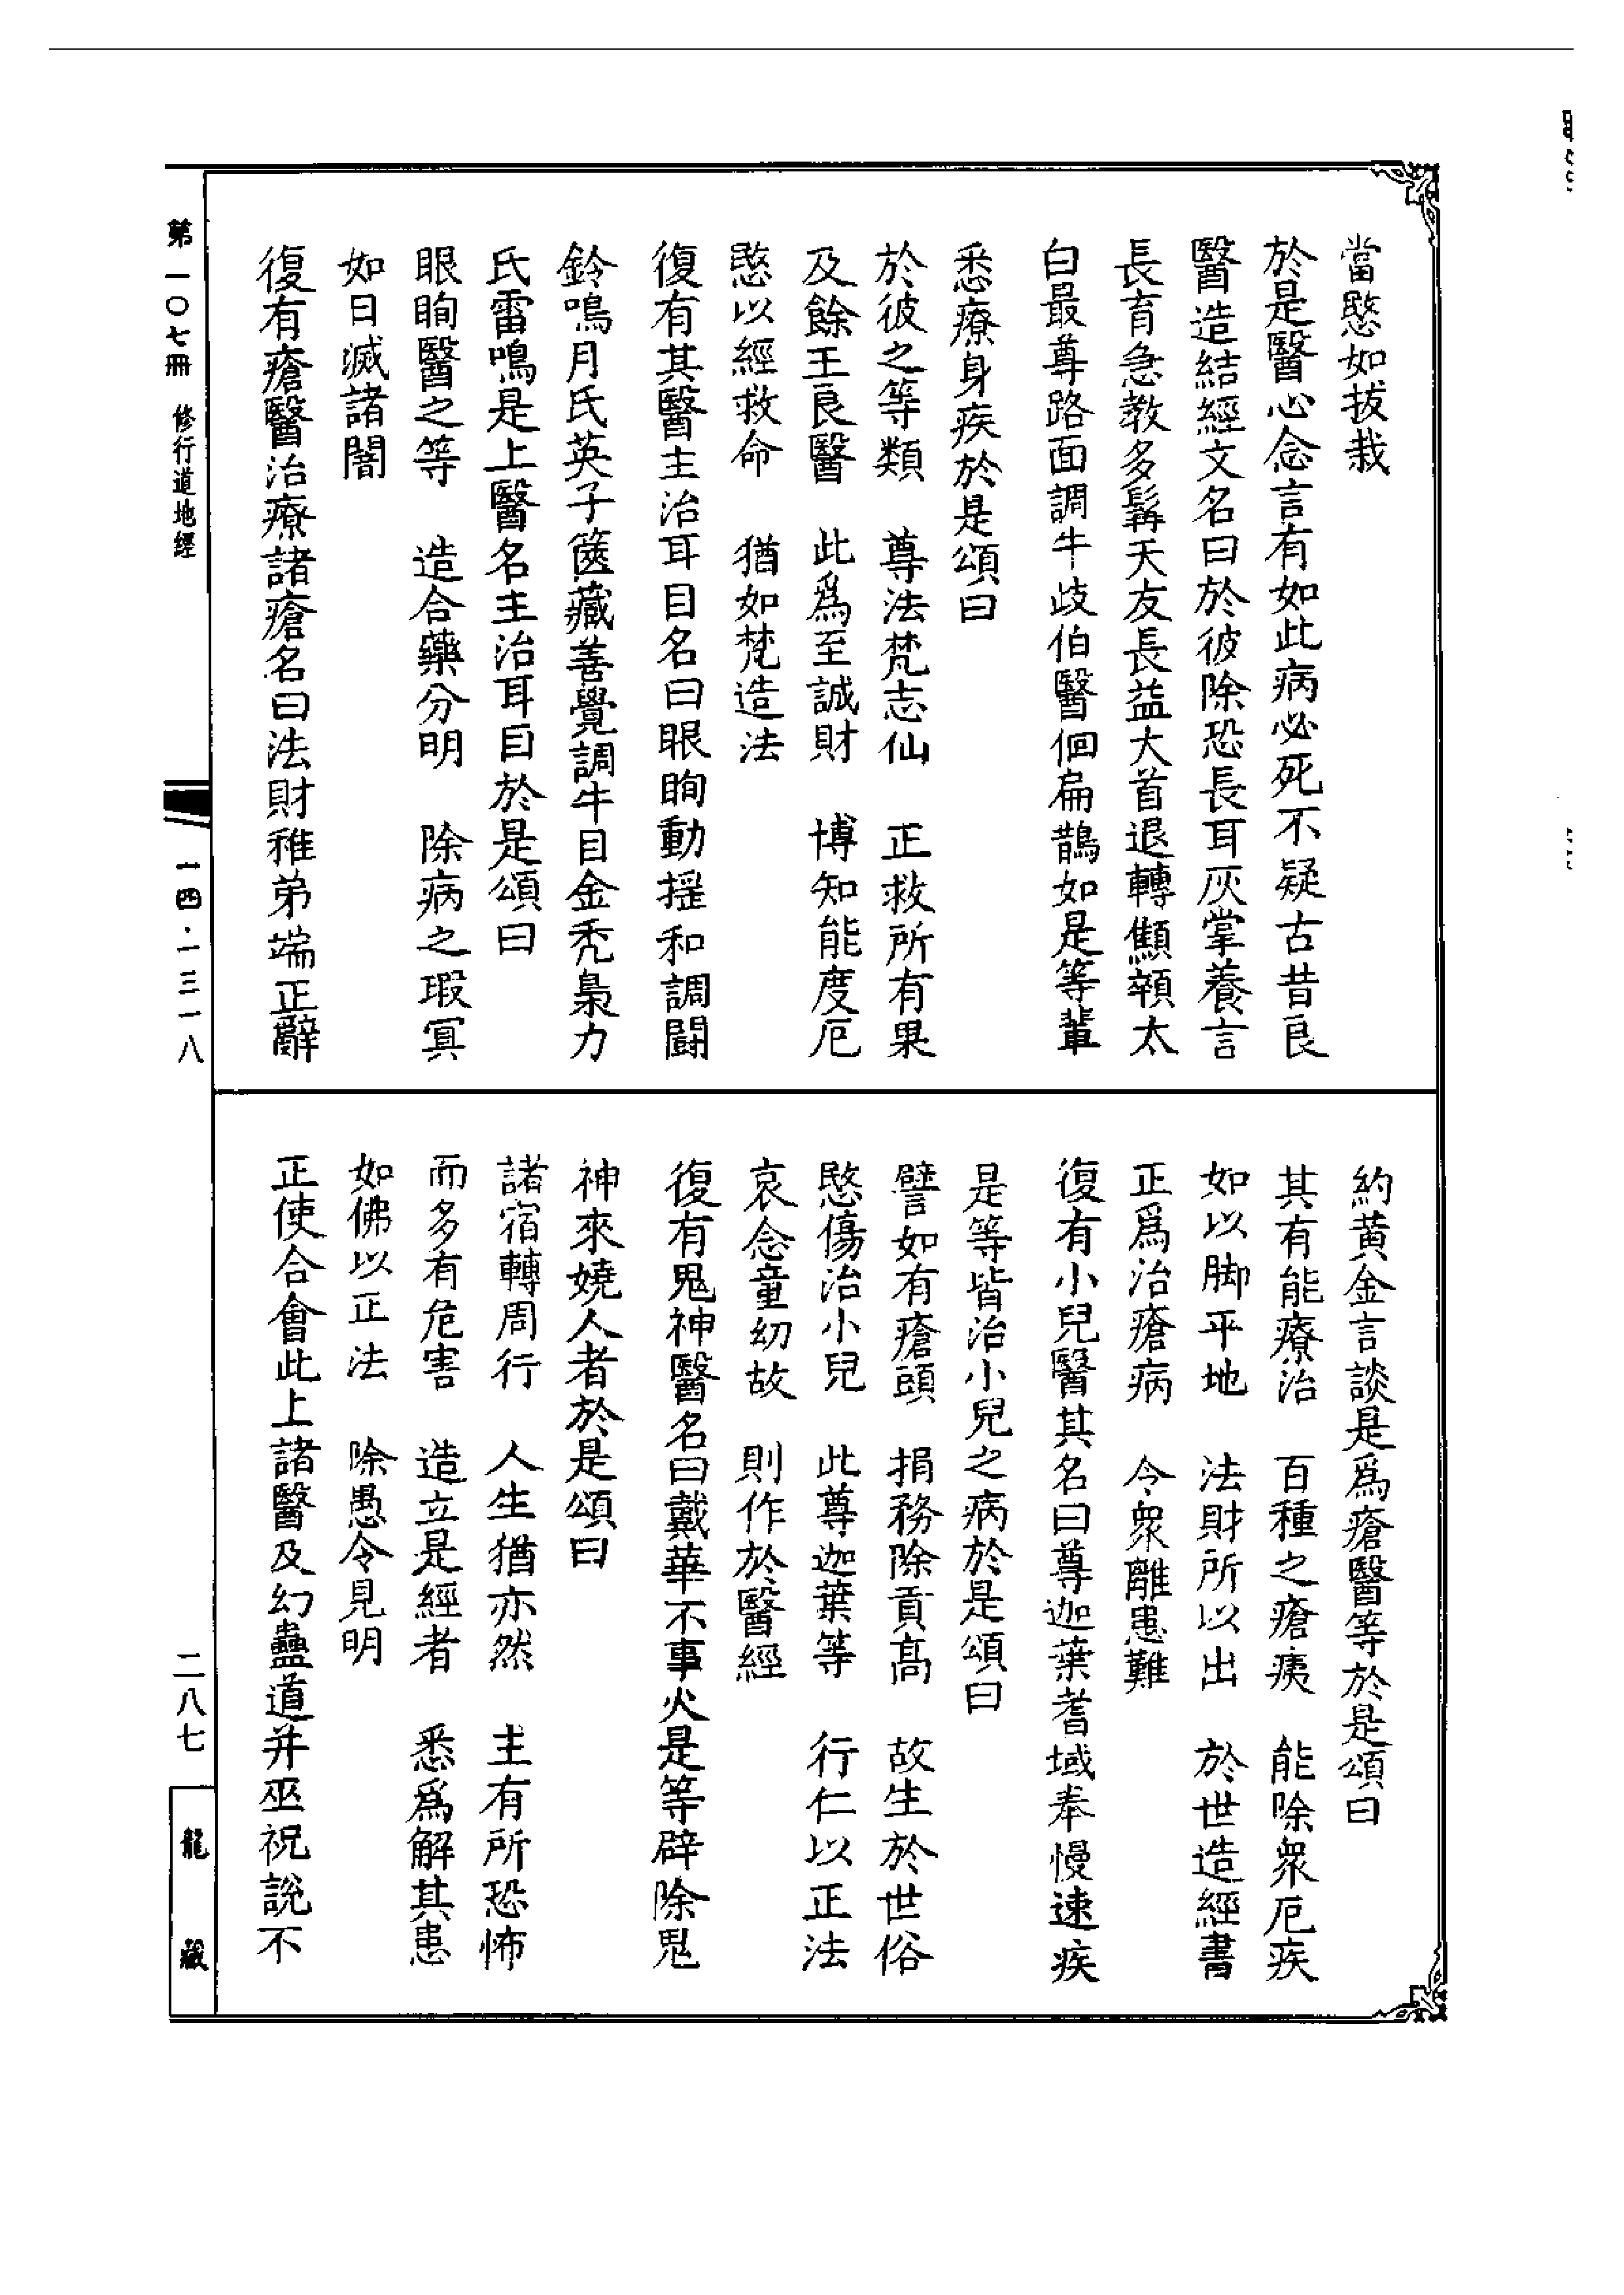 當愍如拔栽
於是醫心念言有如此病必死不疑古昔良
醫造結經文名曰於彼除恐長耳灰掌養言
長育急教多髯天友長益大首退轉顦顇太
白最尊路面調牛歧伯醫徊扁鵲如是等輩
悉療身疾於是頌曰
於彼之等類　尊法梵志仙　正救所有果
及餘王良醫　此爲至誠財　博知能度厄
愍以經救命　猶如梵造法
復有其醫主治耳目名曰眼眴動搖和調鬪
鈴鳴月氏英子篋藏善覺調牛目金禿梟力
氏雷鳴是上醫名主治耳目於是頌曰
眼眴醫之等　造合藥分明　除病之瑕冥
如日滅諸闇
復有瘡醫治療諸瘡名曰法財稚弟端正辭
約黃金言談是爲瘡醫等於是頌曰
其有能療治　百種之瘡痍　能除衆厄疾
如以脚平地　法財所以出　於世造經書
正爲治瘡病　令衆離患難
復有小兒醫其名曰尊迦葉耆域奉慢速疾
是等皆治小兒之病於是頌曰
譬如有瘡頭　捐務除貢高　故生於世俗
愍傷治小兒　此尊迦葉等　行仁以正法
哀念童幼故　則作於醫經
復有鬼神醫名曰戴華不事火是等辟除鬼
神來嬈人者於是頌曰
諸宿轉周行　人生猶亦然　主有所恐怖
而多有危害　造立是經者　悉爲解其患
如佛以正法　除愚令見明
正使合會此上諸醫及幻蠱道并巫祝說不
第一〇七冊　修行道地經
一四·一三一八
二八七
龍藏